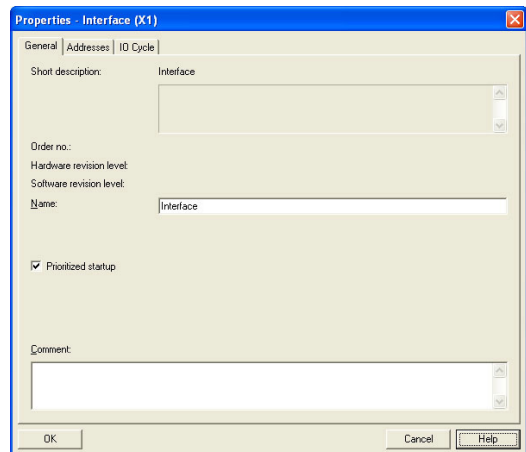 Properties - Interface (X1)
General Addresses IO Cycle
Short description: Interface
Order no.:
Hardware revision level:
Software revision level:
Name: Interface
Prioritized startup
Comment:
OK Cancel Help